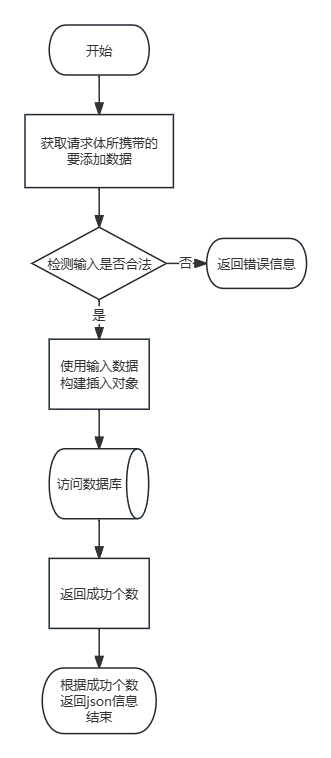 开始
获取请求体所携带的
要添加数据
检测输入是否合法
否
返回错误信息
是
使用输入数据
构建插入对象
访问数据库
返回成功个数
根据成功个数
返回json信息
结束